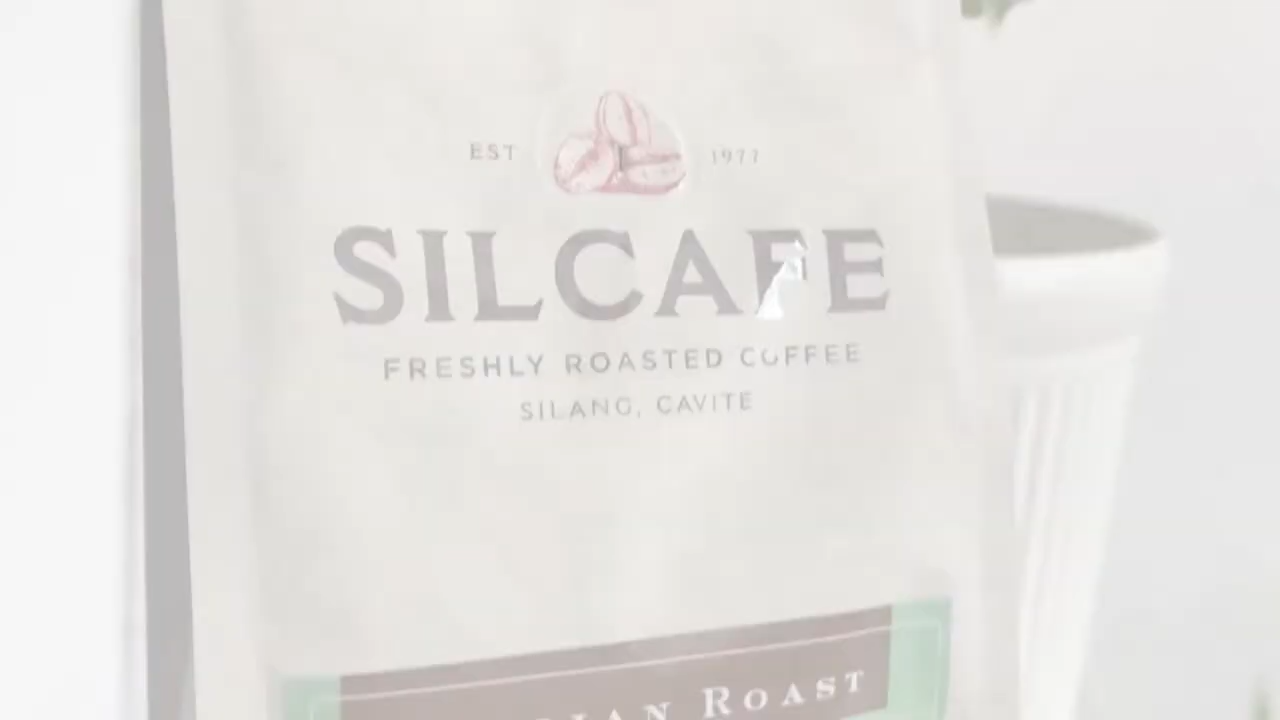 EST 1977
SILCAFE
FRESHLY ROASTED COFFEE
SILANG, CAVITE
ROAST